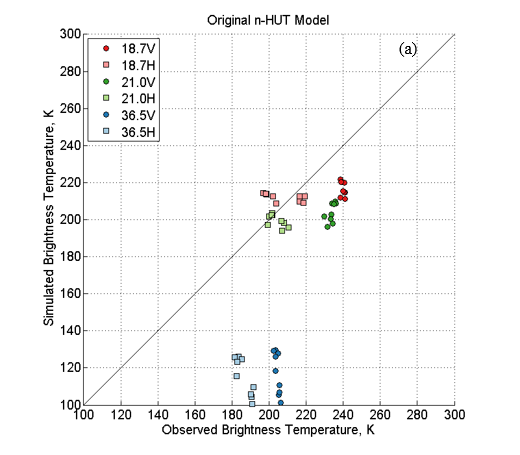 Original n-HUT Model
(a)
18.7V
18.7H
21.0V
21.0H
36.5V
36.5H
300
280
260
240
220
200
180
160
140
120
100
Simulated Brightness Temperature, K
100 120 140 160 180 200 220 240 260 280 300
Observed Brightness Temperature, K